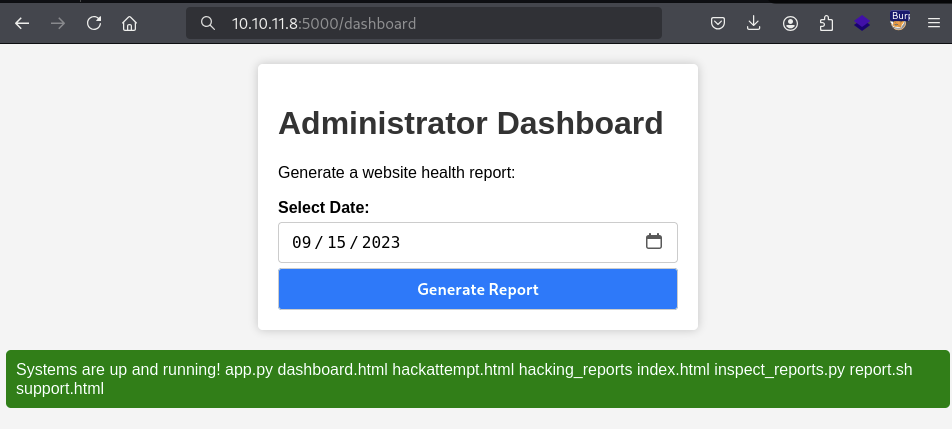 10.10.11.8:5000/dashboard
Burp
Administrator Dashboard
Generate a website health report:
Select Date:
09/15/2023
Generate Report
Systems are up and running! app.py dashboard.html hackattempt.html hacking_reports index.html inspect_reports.py report.sh
support.html